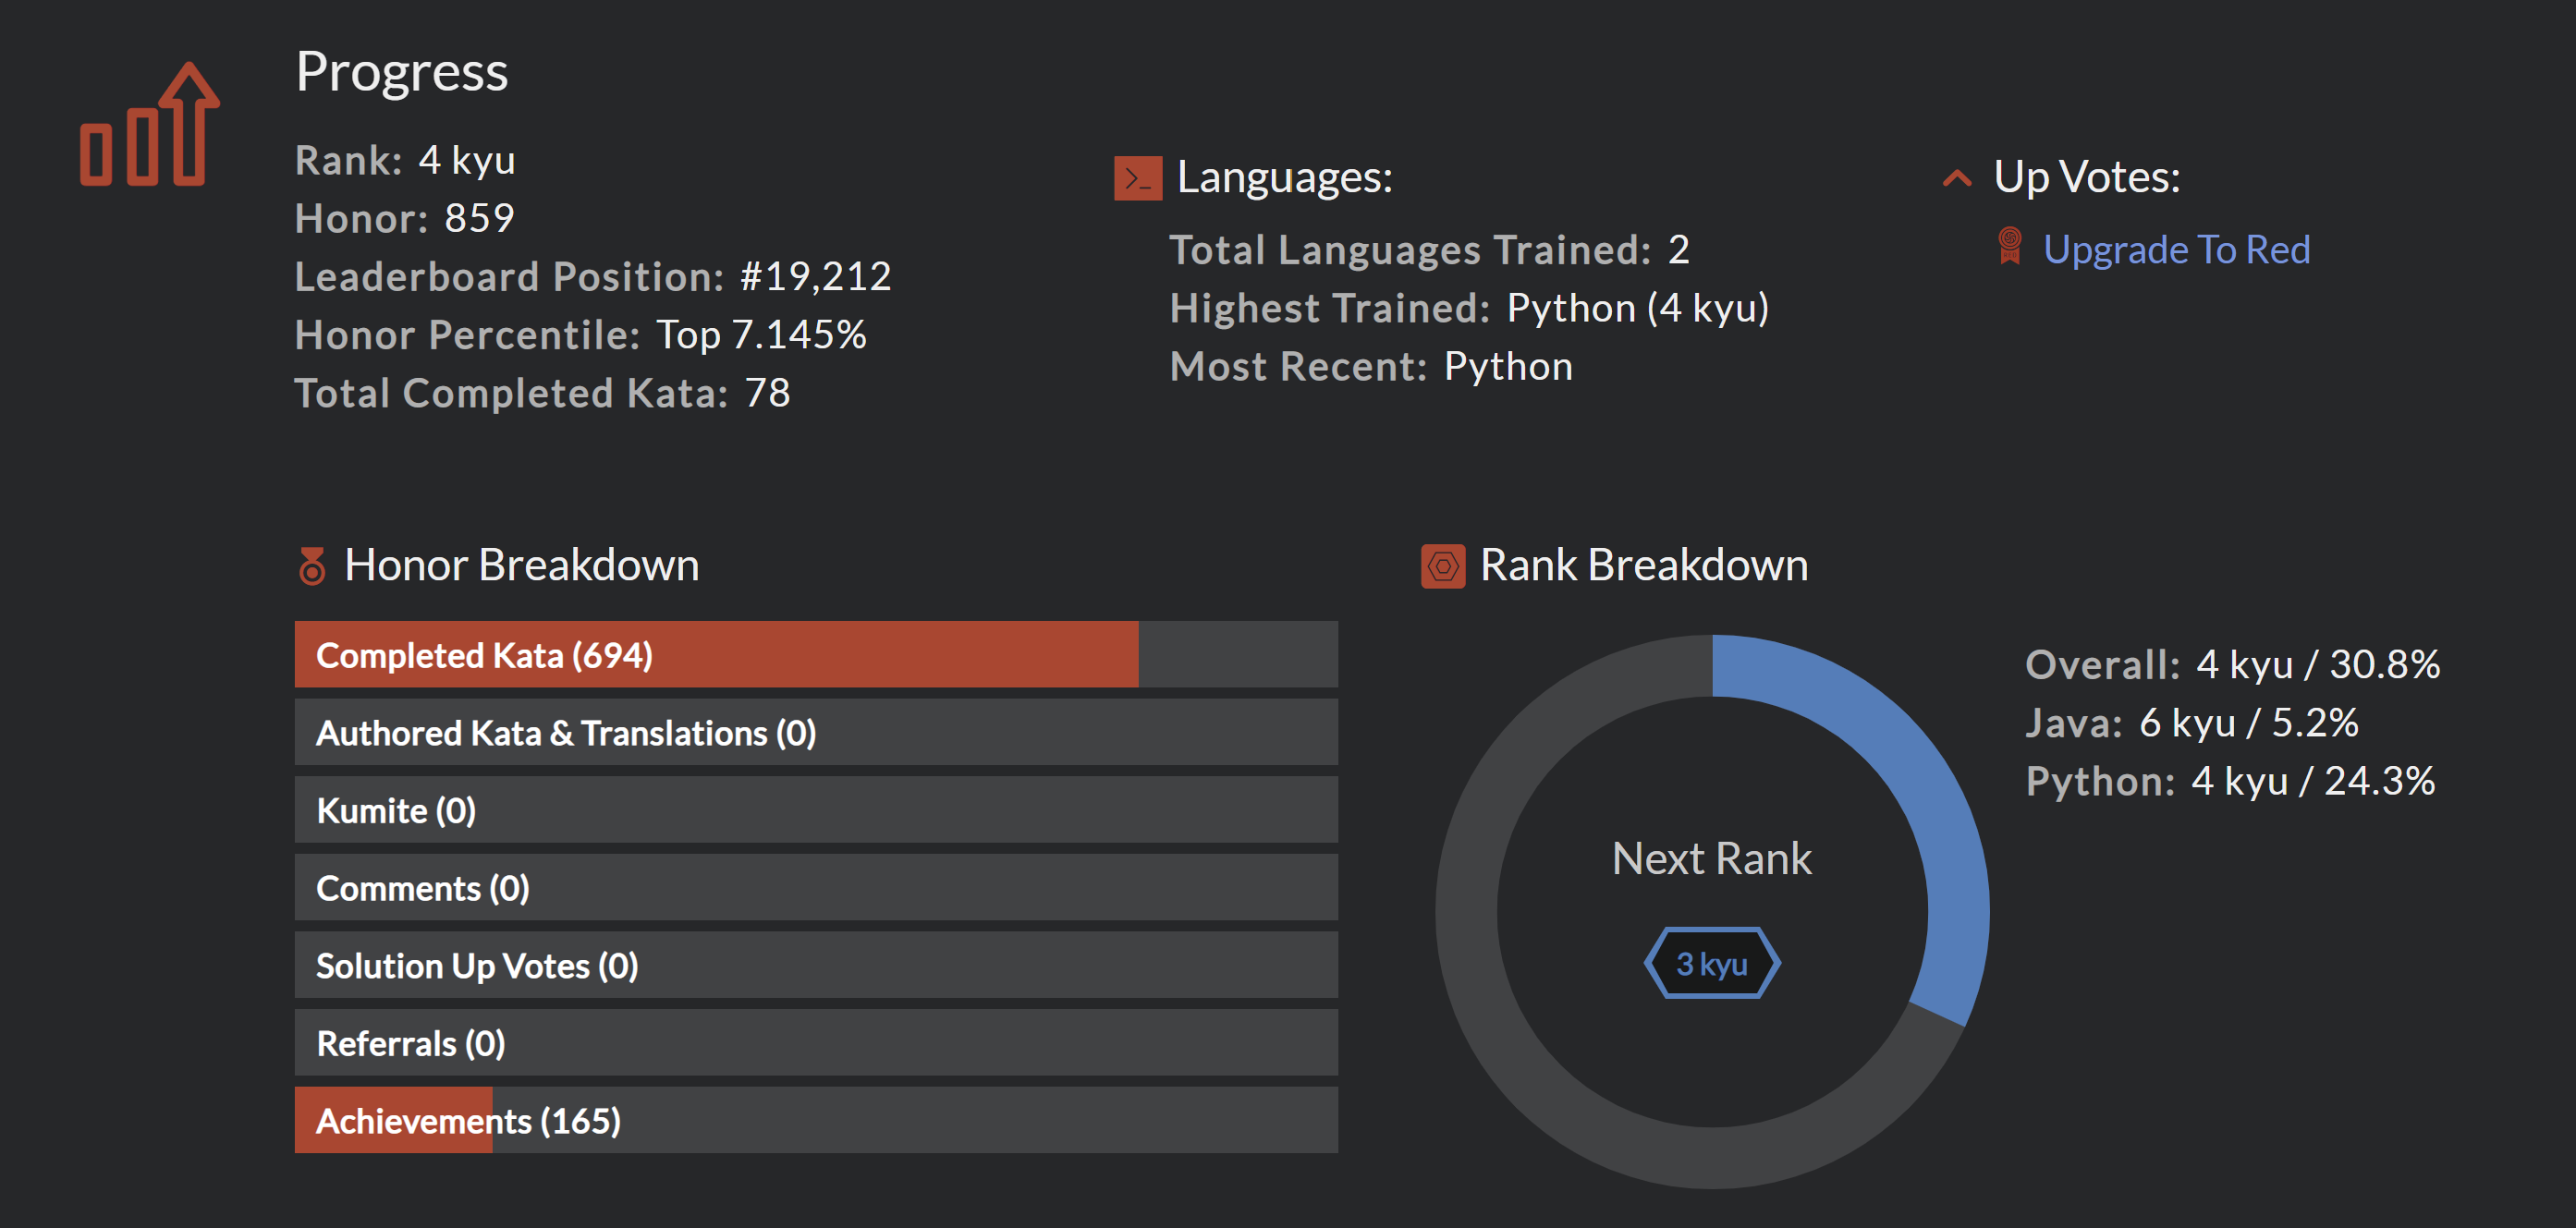 Progress
Rank: 4 kyu
Honor: 859
Leaderboard Position: #19,212
Honor Percentile: Top 7.145%
Total Completed Kata: 78
>_ Languages:
Total Languages Trained: 2
Highest Trained: Python (4 kyu)
Most Recent: Python
Up Votes:
Upgrade To Red
Honor Breakdown
Completed Kata (694)
Authored Kata & Translations (0)
Kumite (0)
Comments (0)
Solution Up Votes (0)
Referrals (0)
Achievements (165)
Rank Breakdown
Next Rank
3 kyu
Overall: 4 kyu / 30.8%
Java: 6 kyu / 5.2%
Python: 4 kyu / 24.3%